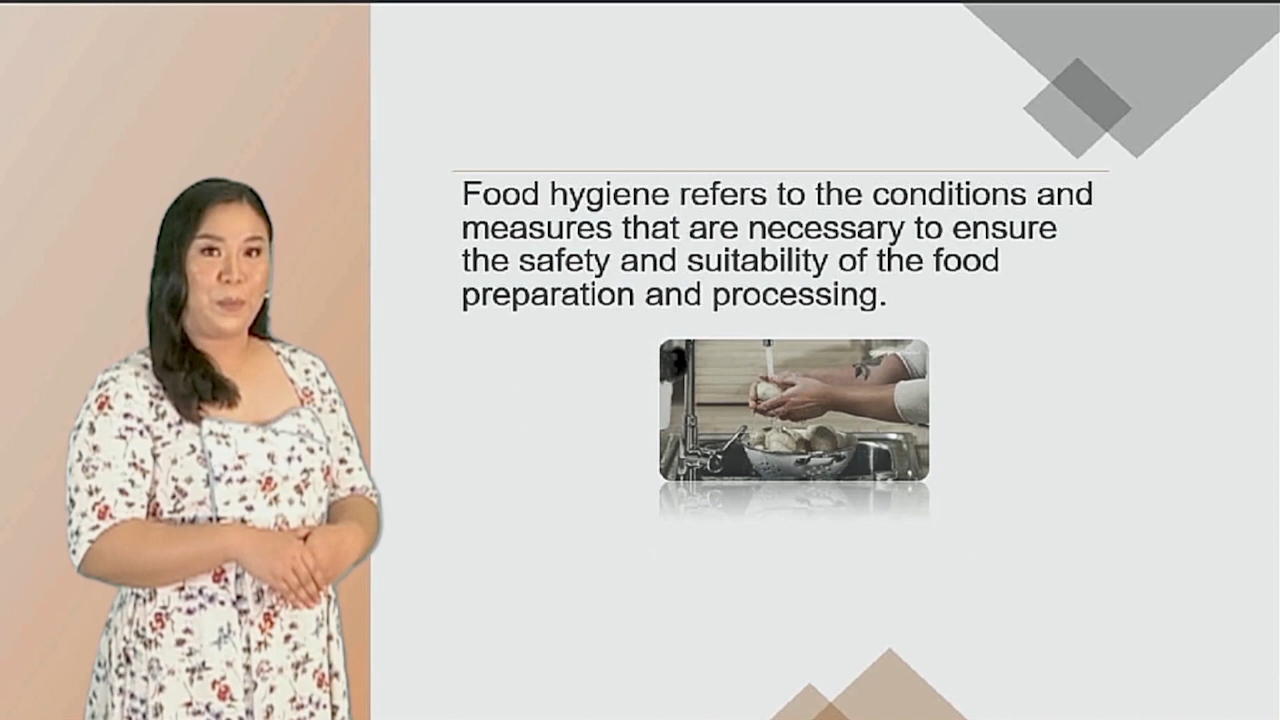 Food hygiene refers to the conditions and
measures that are necessary to ensure
the safety and suitability of the food
preparation and processing.